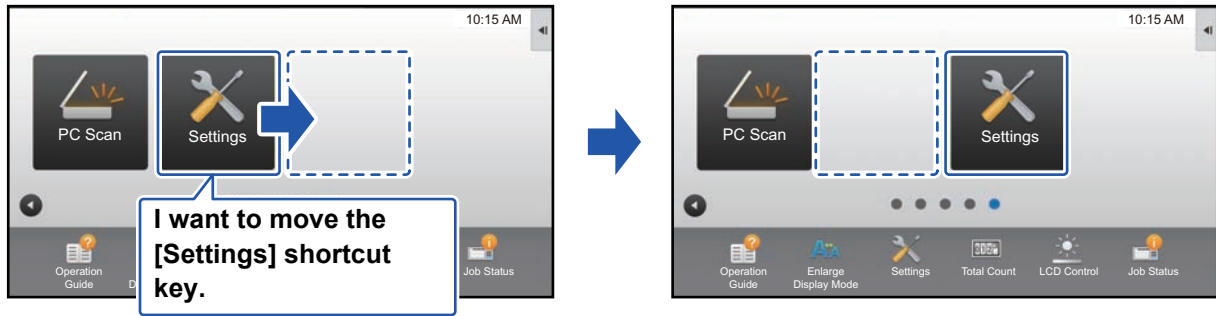 10:15 AM
PC Scan
Settings
I want to move the
[Settings] shortcut
key.
Operation
Guide
D
Job Status
10:15 AM
PC Scan
Settings
Operation
Guide
Enlarge
Display Mode
Settings
Total Count
LCD Control
Job Status